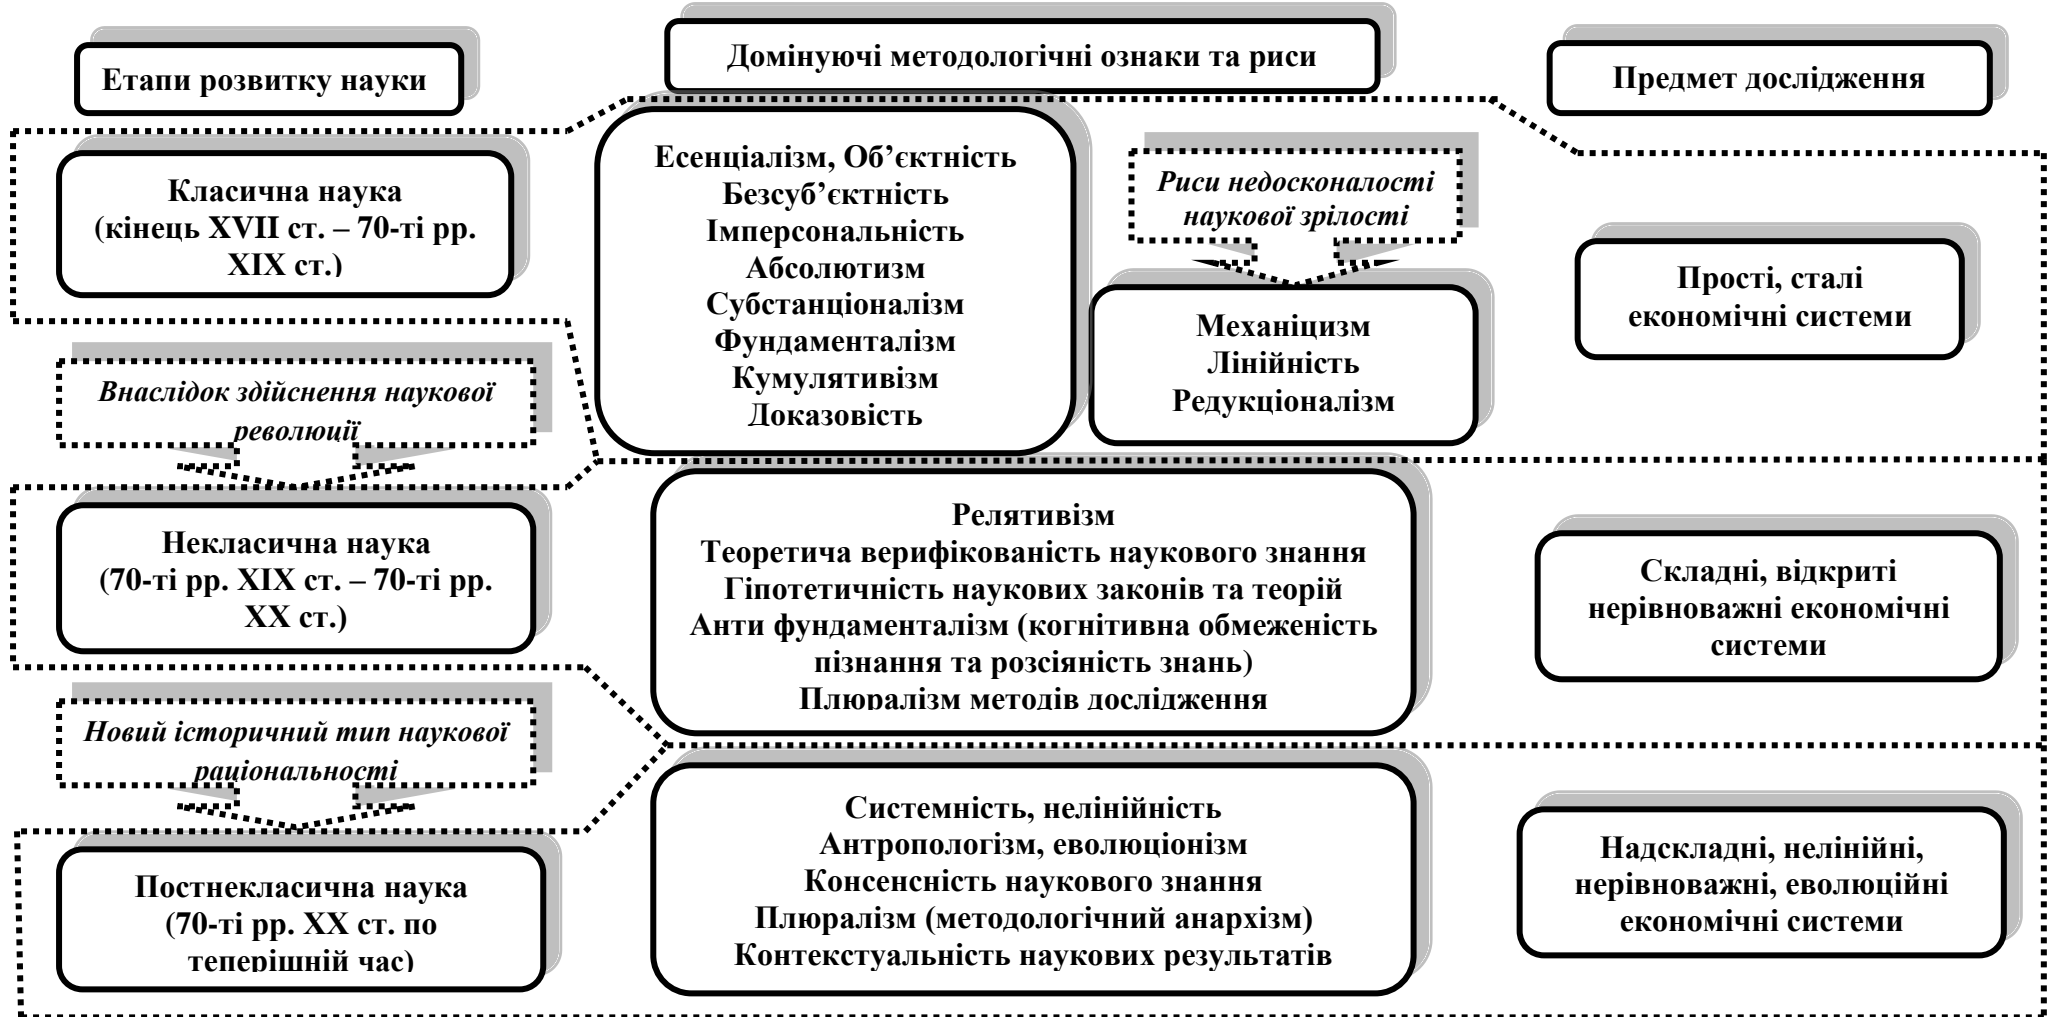 Етапи розвитку науки
Домінуючі методологічні ознаки та риси
Предмет дослідження
Класична наука
(кінець XVII ст. – 70-ті рр.
XIX ст.)
Есенціалізм, Об’єктність
Безсуб’єктність
Імперсональність
Абсолютизм
Субстанціоналізм
Фундаменталізм
Кумулятивізм
Доказовість
Риси недосконалості
наукової зрілості
Механіцизм
Лінійність
Редукціоналізм
Прості, сталі
економічні системи
Внаслідок здійснення наукової
революції
Некласична наука
(70-ті рр. XIX ст. – 70-ті рр.
XX ст.)
Релятивізм
Теоретича верифікованість наукового знання
Гіпотетичність наукових законів та теорій
Анти фундаменталізм (когнітивна обмеженість
пізнання та розсіяність знань)
Плюралізм методів дослідження
Складні, відкриті
нерівноважні економічні
системи
Новий історичний тип наукової
раціональності
Постнекласична наука
(70-ті рр. XX ст. по
теперішній час)
Системність, нелінійність
Антропологізм, еволюціонізм
Консенсність наукового знання
Плюралізм (методологічний анархізм)
Контекстуальність наукових результатів
Надскладні, нелінійні,
нерівноважні, еволюційні
економічні системи